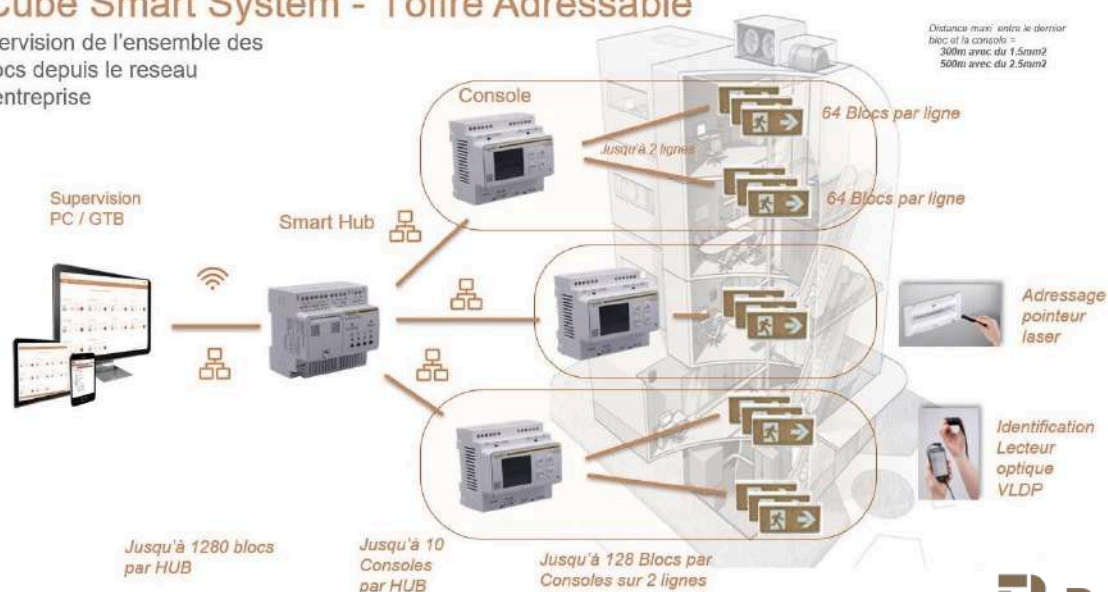 Cube Smart System - l'offre Adressable
ervision de l'ensemble des
ocs depuis le reseau
entreprise
Distance maxi entre le dernier
bloc et la console =
300m avec du 1.5mm2
500m avec du 2.5mm2
Console
64 Blocs par ligne
Jusqu'à 2 lignes
64 Blocs par ligne
Supervision
PC / GTB
Smart Hub
Adressage
pointeur
laser
Identification
Lecteur
optique
VLDP
Jusqu'à 1280 blocs
par HUB
Jusqu'à 10
Consoles
par HUB
Jusqu'à 128 Blocs par
Consoles sur 2 lignes